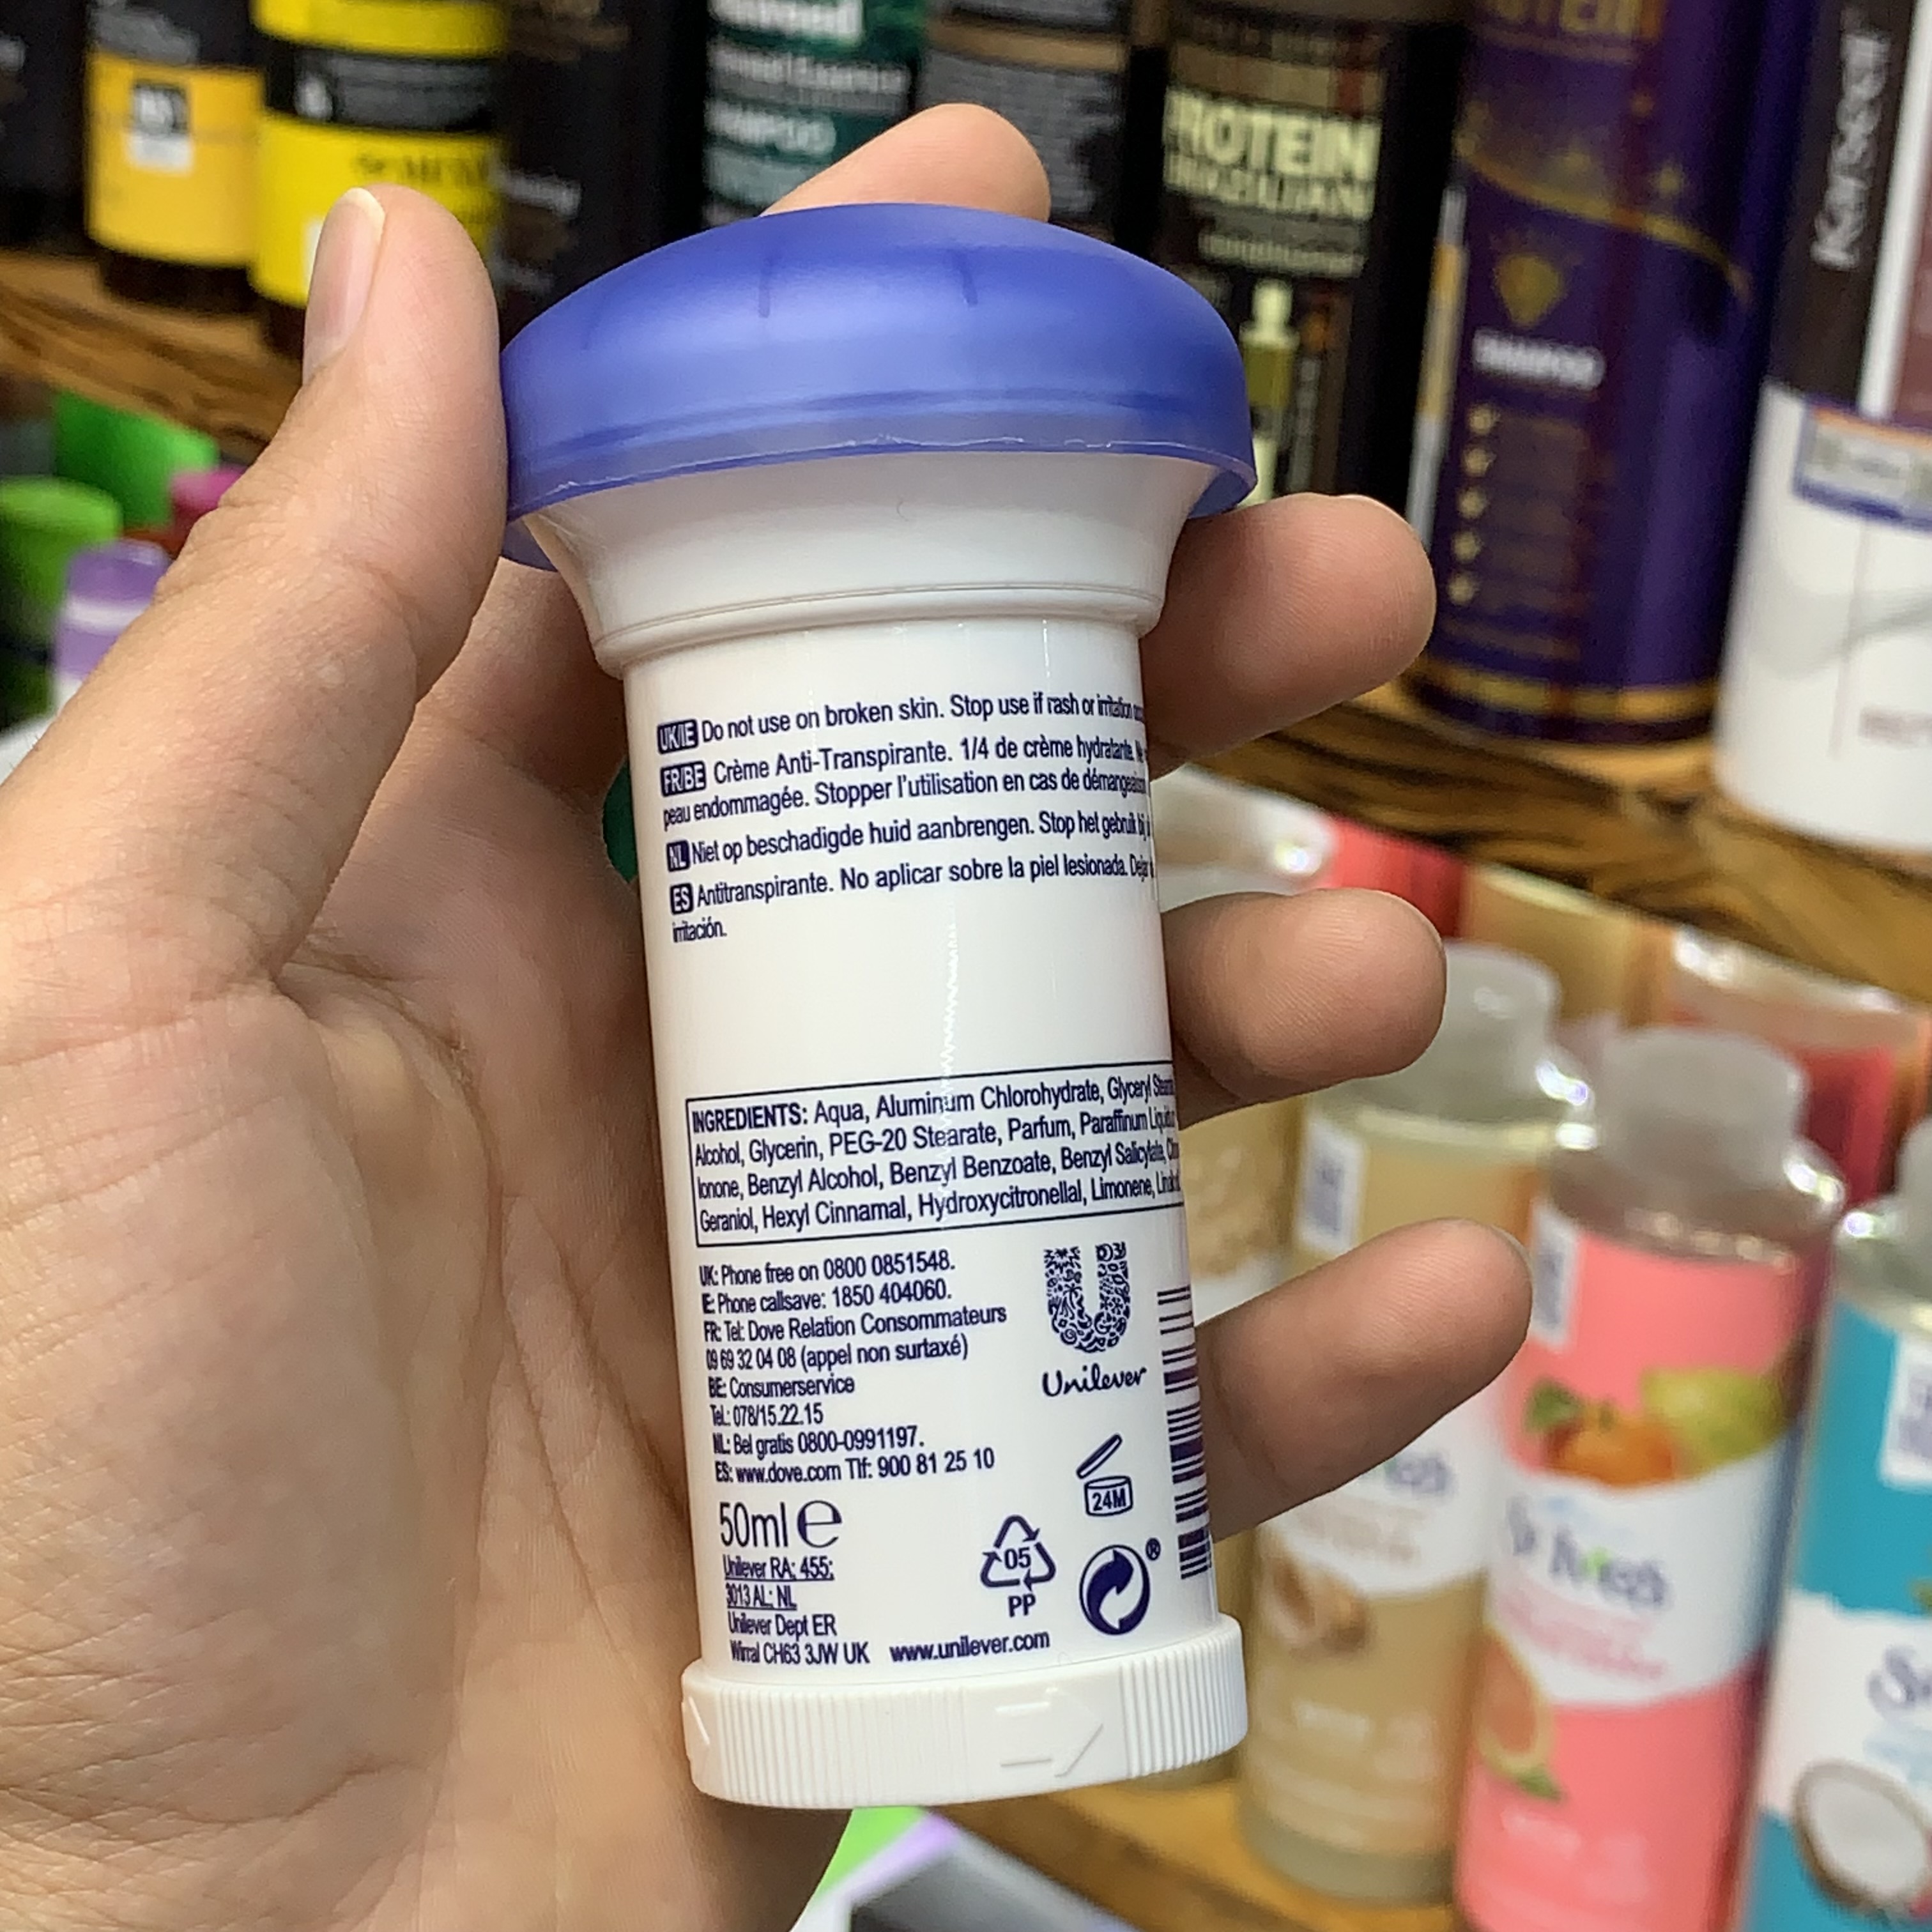 PROTEIN
BRAZILIAN
Karseell
SHAMPOO
UK/IE Do not use on broken skin. Stop use if rash or irritation
FR/BE Crème Anti-Transpirante. 1/4 de crème hydratante.
peau endommagée. Stopper l'utilisation en cas de démangeaison
NL Niet op beschadigde huid aanbrengen. Stop het gebruik bij
ES Antitranspirante. No aplicar sobre la piel lesionada.
irritación.
INGREDIENTS: Aqua, Aluminum Chlorohydrate, Glyceryl
Alcohol, Glycerin, PEG-20 Stearate, Parfum, Paraffinum
Ionone, Benzyl Alcohol, Benzyl Benzoate, Benzyl Salicylate,
Geraniol, Hexyl Cinnamal, Hydroxycitronellal, Limonene,
UK: Phone free on 0800 0851548.
E: Phone callsave: 1850 404060.
FR: Tel: Dove Relation Consommateurs
09 69 32 04 08 (appel non surtaxé)
BE: Consumerservice
Tel.: 078/15.22.15
NL: Bel gratis 0800-0991197.
ES: www.dove.com Tlf: 900 81 25 10
Unilever
24M
50ml e
05
PP
®
Unilever RA; 455;
3013 AL; NL
Unilever Dept ER
Wirral CH63 3JW UK www.unilever.com